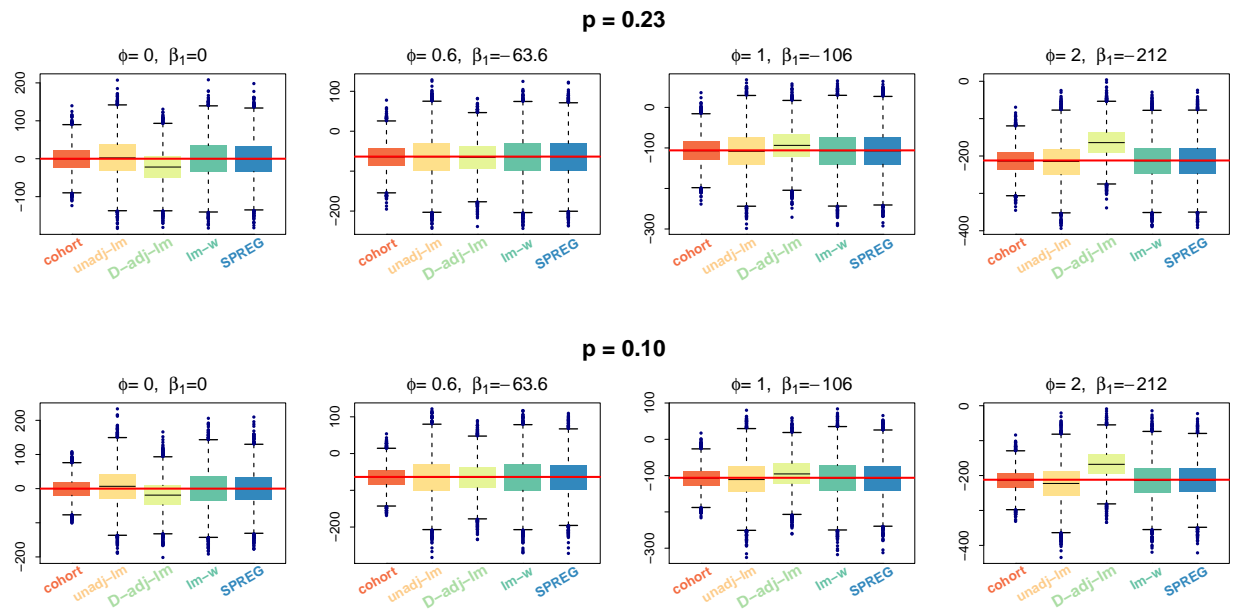 p = 0.23
ϕ= 0, β₁=0
ϕ= 0.6, β₁=−63.6
ϕ= 1, β₁=−106
ϕ= 2, β₁=−212
200
100
0
−100
cohort
unadj−lm
D−adj−lm
lm−w
SPREG
100
0
−200
cohort
unadj−lm
D−adj−lm
lm−w
SPREG
0
−100
−200
−300
cohort
unadj−lm
D−adj−lm
lm−w
SPREG
0
−200
−400
cohort
unadj−lm
D−adj−lm
lm−w
SPREG
p = 0.10
ϕ= 0, β₁=0
ϕ= 0.6, β₁=−63.6
ϕ= 1, β₁=−106
ϕ= 2, β₁=−212
200
100
0
−200
cohort
unadj−lm
D−adj−lm
lm−w
SPREG
100
0
−200
cohort
unadj−lm
D−adj−lm
lm−w
SPREG
100
0
−100
−300
cohort
unadj−lm
D−adj−lm
lm−w
SPREG
0
−200
−400
cohort
unadj−lm
D−adj−lm
lm−w
SPREG